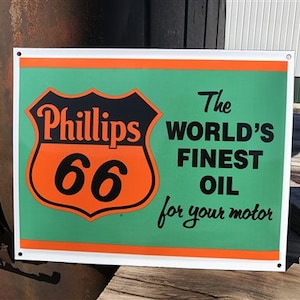 Phillips
66
The
WORLD'S
FINEST
OIL
for your motor